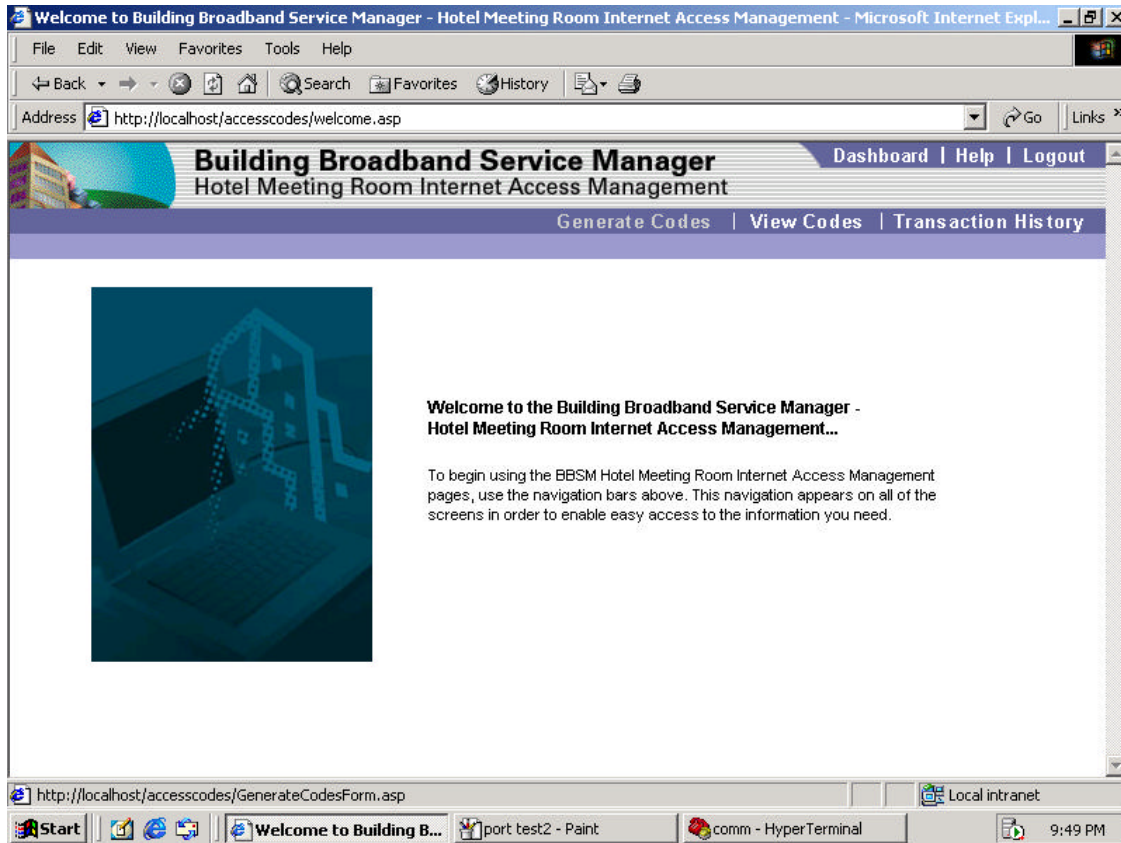 Welcome to Building Broadband Service Manager - Hotel Meeting Room Internet Access Management - Microsoft Internet Expl...
File Edit View Favorites Tools Help
Back Search Favorites History
Address http://localhost/accesscodes/welcome.asp Go Links »
Building Broadband Service Manager
Hotel Meeting Room Internet Access Management
Dashboard | Help | Logout
Generate Codes | View Codes | Transaction History
Welcome to the Building Broadband Service Manager -
Hotel Meeting Room Internet Access Management...
To begin using the BBSM Hotel Meeting Room Internet Access Management
pages, use the navigation bars above. This navigation appears on all of the
screens in order to enable easy access to the information you need.
http://localhost/accesscodes/GenerateCodesForm.asp Local intranet
Start Welcome to Building B... port test2 - Paint comm - HyperTerminal 9:49 PM